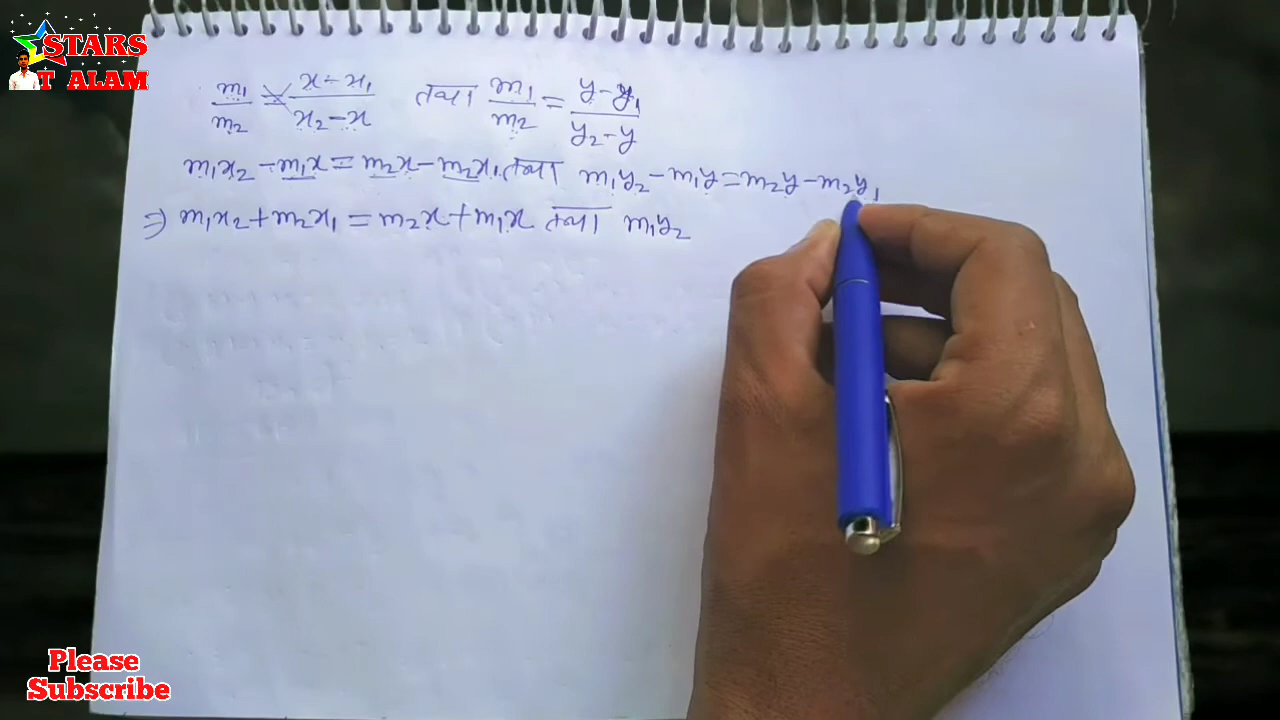 STARS
T ALAM
m₁/m₂ = x-x₁/x₂-x तथा m₁/m₂ = y-y₁/y₂-y
m₁x₂-m₁x=m₂x-m₂x₁ तथा m₁y₂-m₁y=m₂y-m₂y₁
⇒ m₁x₂+m₂x₁ = m₂x+m₁x तथा m₁y₂
Please
Subscribe